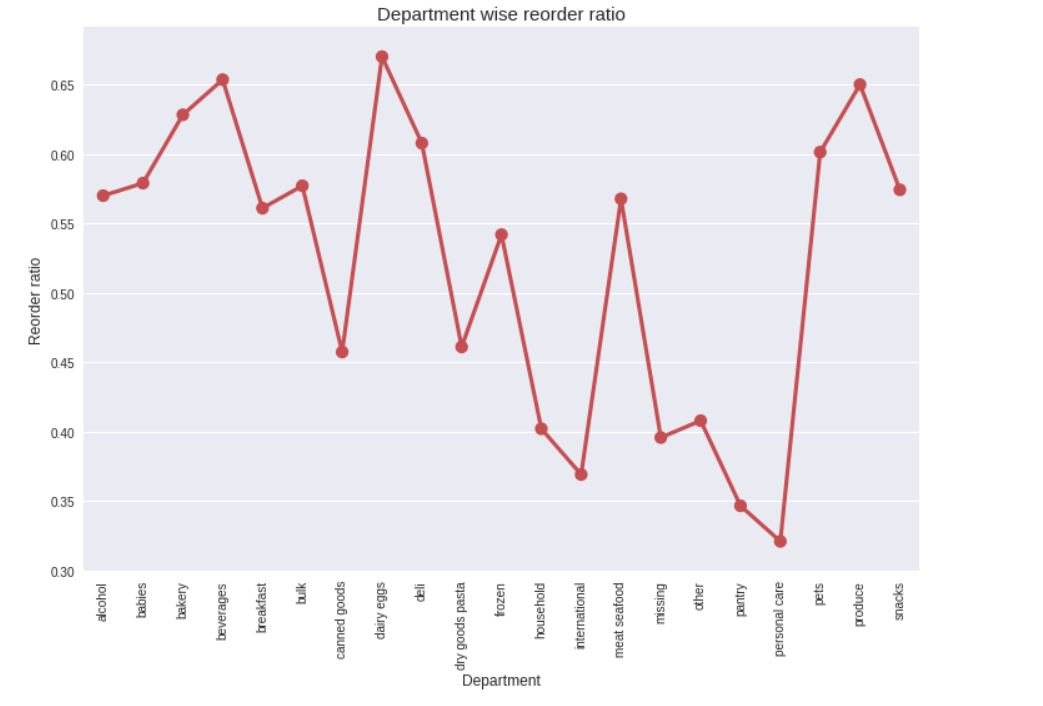 Department wise reorder ratio
0.65
0.60
0.55
0.50
0.45
0.40
0.35
0.30
Reorder ratio
alcohol
babies
bakery
beverages
breakfast
bulk
canned goods
dairy eggs
deli
dry goods pasta
frozen
household
international
meat seafood
missing
other
pantry
personal care
pets
produce
snacks
Department